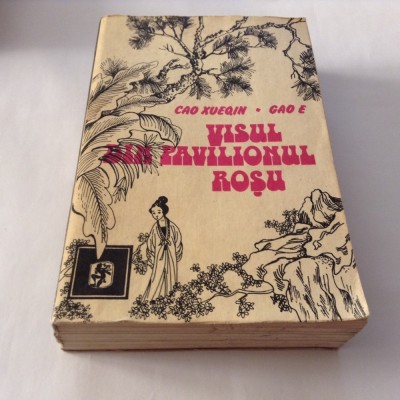 CAO XUEQIN • GAO E
VISUL
DIN PAVILIONUL
ROȘU